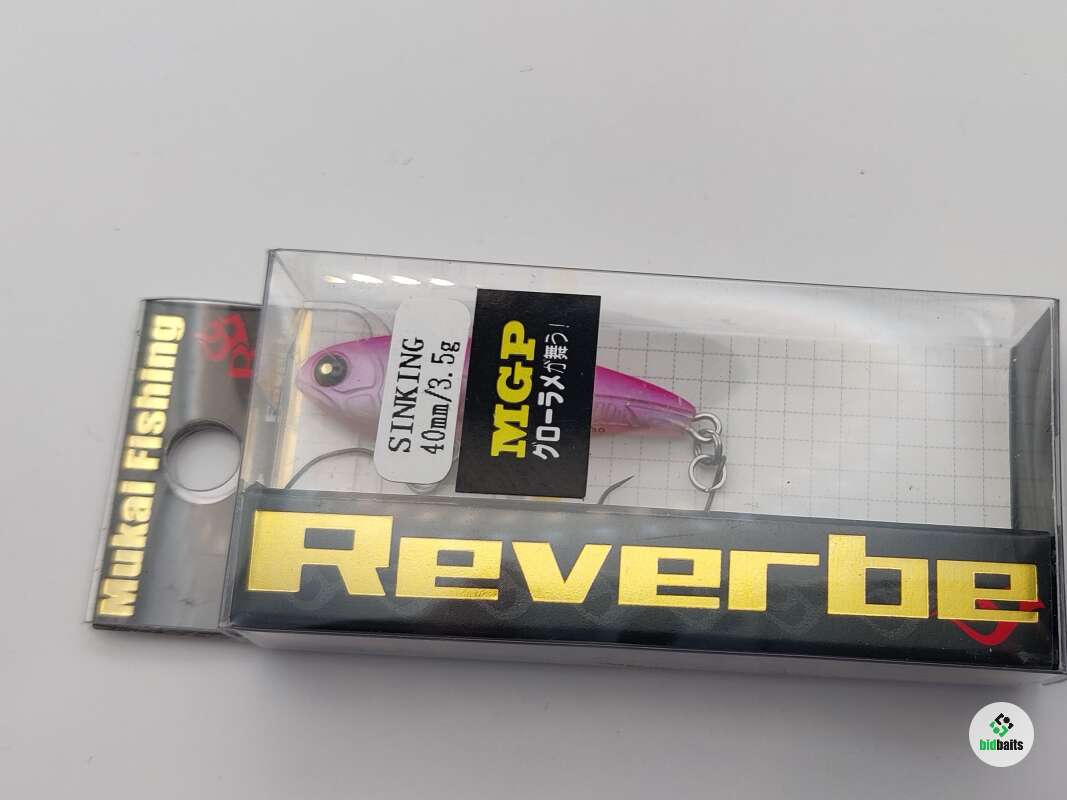 Mukai Fishing
SINKING
40mm/3.5g
MGP
グローラメが舞う!
Reverbe
S
bidbaits